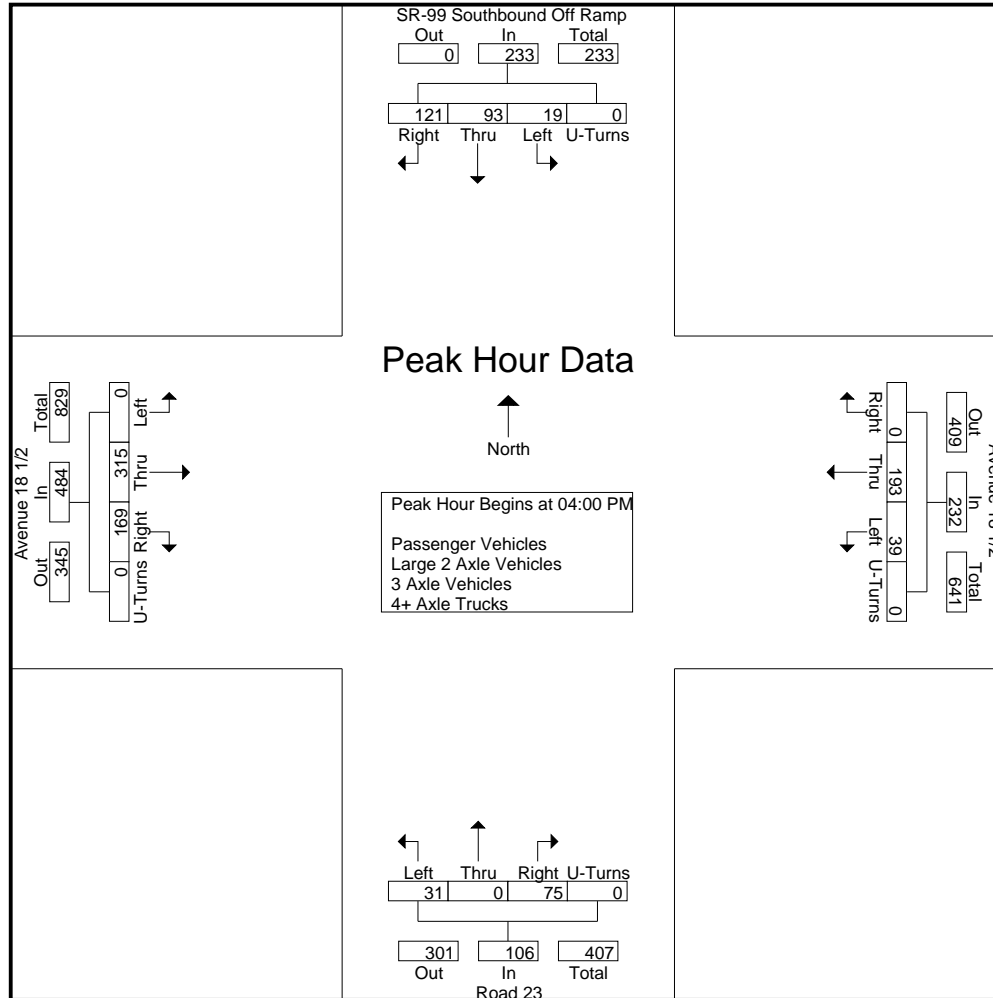 SR-99 Southbound Off Ramp
Out In Total
0 233 233
121 93 19 0
Right Thru Left U-Turns
Peak Hour Data
North
Peak Hour Begins at 04:00 PM
Passenger Vehicles
Large 2 Axle Vehicles
3 Axle Vehicles
4+ Axle Trucks
Avenue 18 1/2
Out In Total
345 484 829
0 169 315 0
U-Turns Right Thru Left
Avenue 18 1/2
Out In Total
409 232 641
0 193 39 0
Right Thru Left U-Turns
Left Thru Right U-Turns
31 0 75 0
301 106 407
Out In Total
Road 23